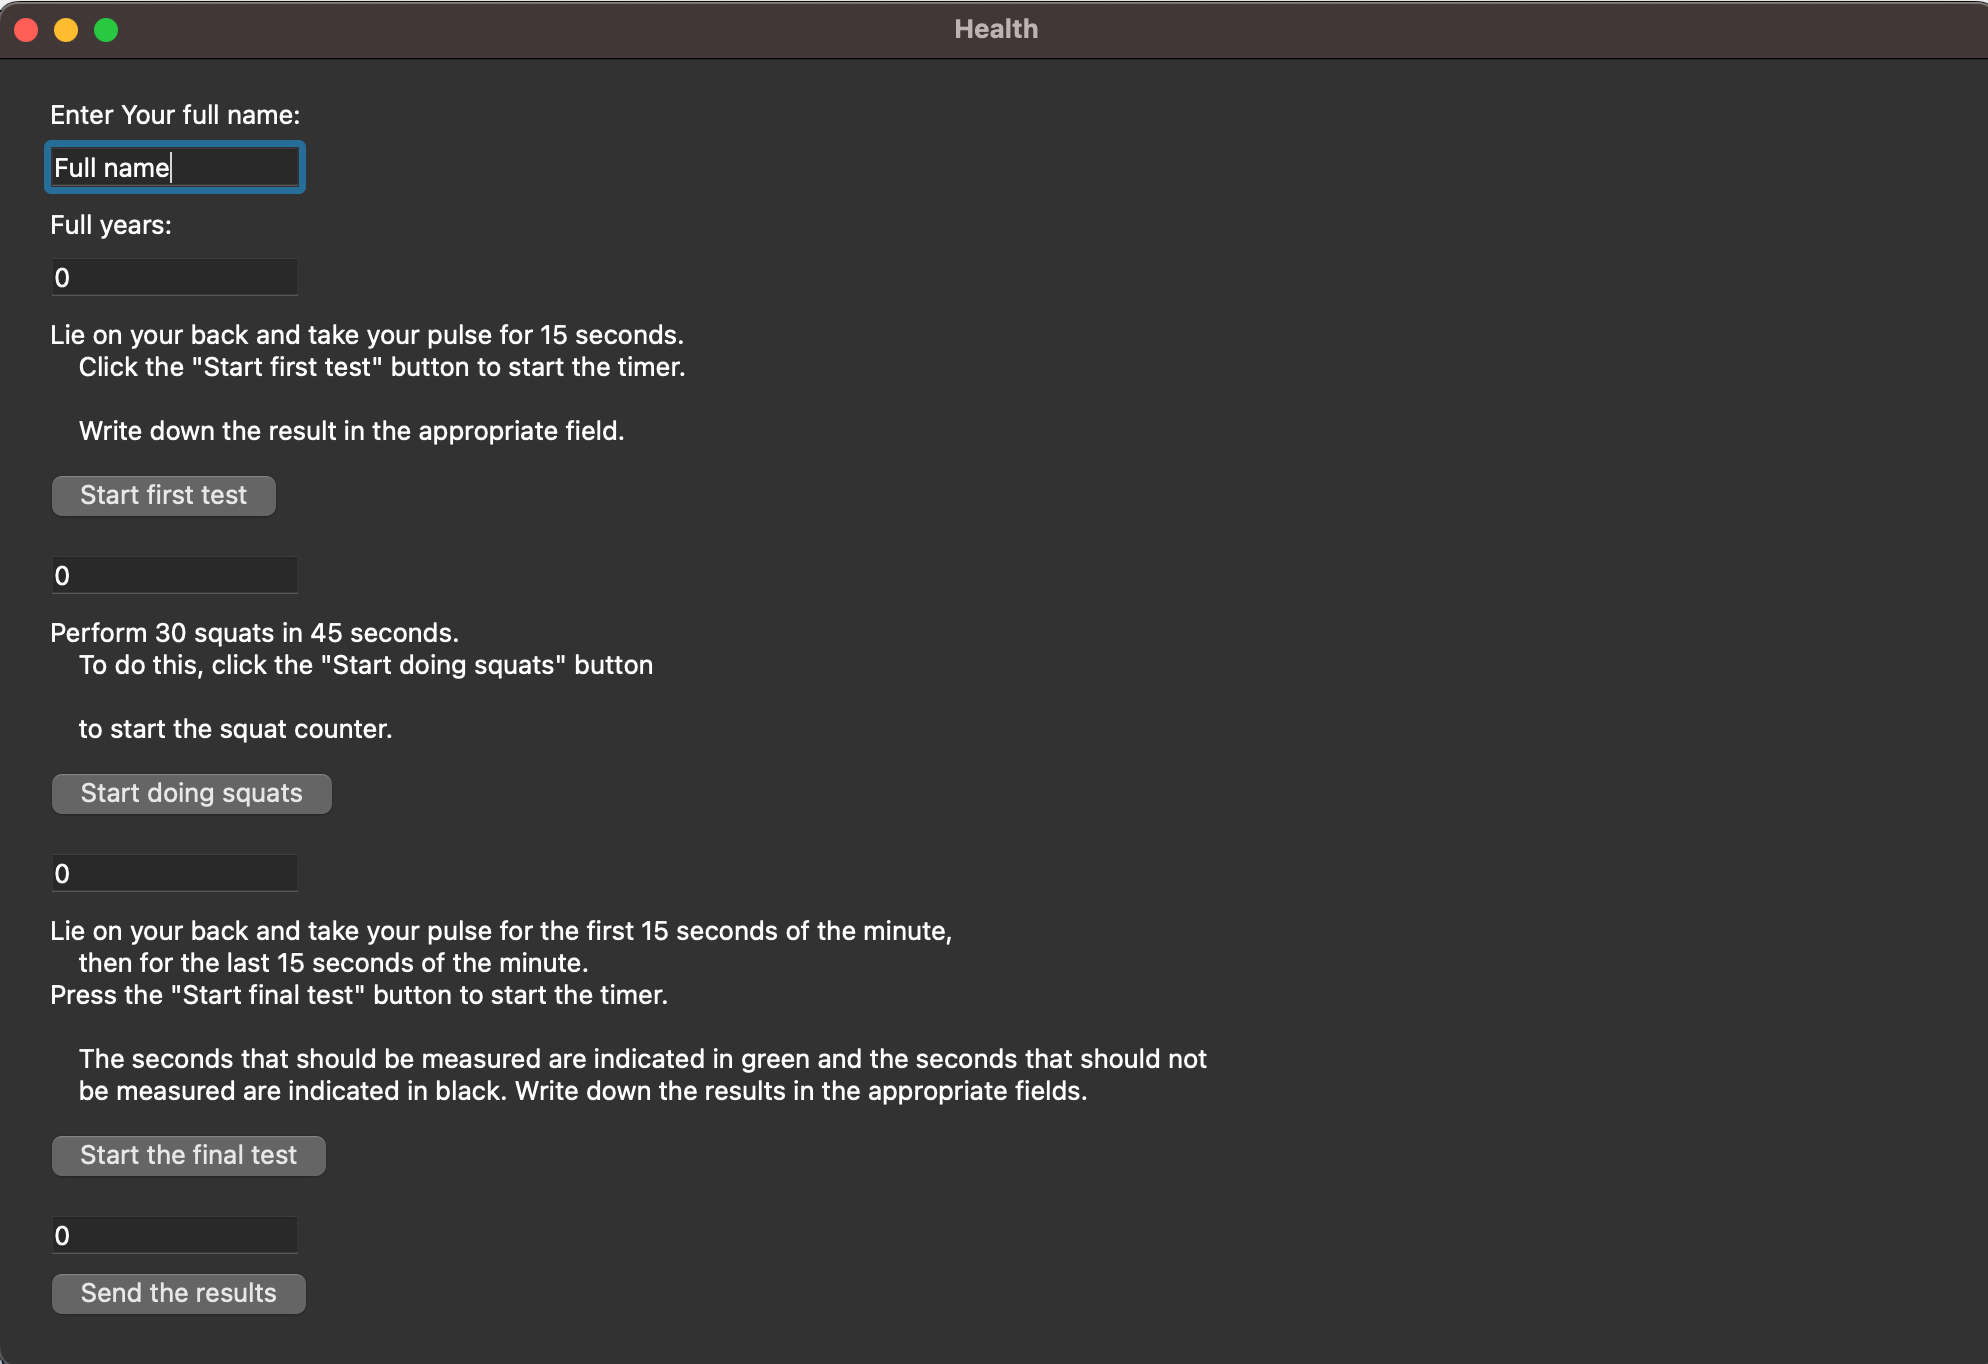 Health
Enter Your full name:
Full name
Full years:
0
Lie on your back and take your pulse for 15 seconds.
Click the "Start first test" button to start the timer.
Write down the result in the appropriate field.
Start first test
0
Perform 30 squats in 45 seconds.
To do this, click the "Start doing squats" button
to start the squat counter.
Start doing squats
0
Lie on your back and take your pulse for the first 15 seconds of the minute,
then for the last 15 seconds of the minute.
Press the "Start final test" button to start the timer.
The seconds that should be measured are indicated in green and the seconds that should not
be measured are indicated in black. Write down the results in the appropriate fields.
Start the final test
0
Send the results